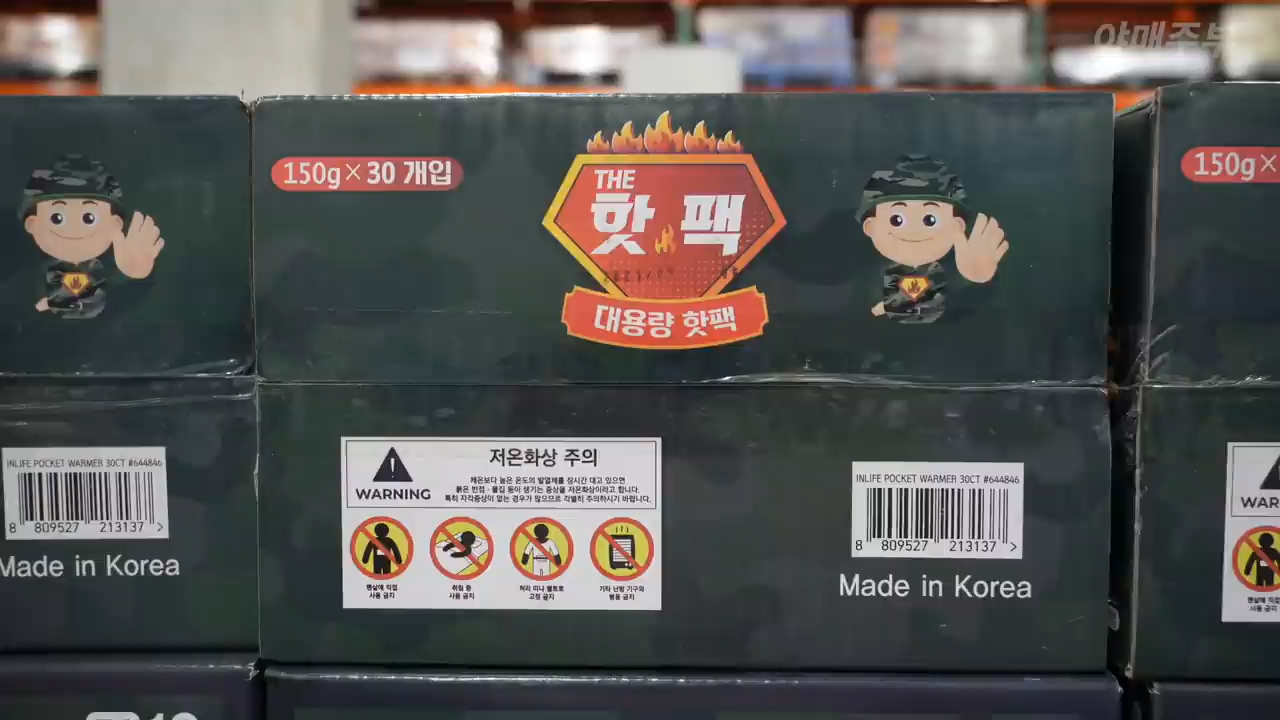 야매주부
150g×30 개입
THE
핫팩
대용량 핫팩
150g×
INLIFE POCKET WARMER 30CT #644846
8 809527 213137 >
Made in Korea
WARNING
저온화상 주의
체온보다 높은 온도의 발열체를 장시간 대고 있으면
붉은 반점·물집 등이 생기는 증상을 저온화상이라고 합니다.
특히 자각증상이 없는 경우가 많으므로 각별히 주의하시기 바랍니다.
맨살에 직접
사용 금지
취침 중
사용 금지
허리 띠나 벨트로
고정 금지
기타 난방 기구와
병용 금지
INLIFE POCKET WARMER 30CT #644846
8 809527 213137 >
Made in Korea
WAR
맨살에 직접
사용 금지